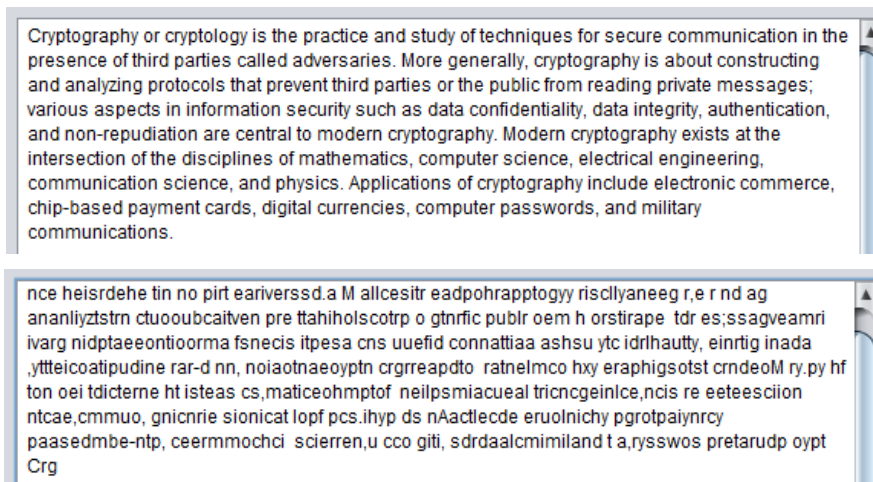 Cryptography or cryptology is the practice and study of techniques for secure communication in the
presence of third parties called adversaries. More generally, cryptography is about constructing
and analyzing protocols that prevent third parties or the public from reading private messages;
various aspects in information security such as data confidentiality, data integrity, authentication,
and non-repudiation are central to modern cryptography. Modern cryptography exists at the
intersection of the disciplines of mathematics, computer science, electrical engineering,
communication science, and physics. Applications of cryptography include electronic commerce,
chip-based payment cards, digital currencies, computer passwords, and military
communications.
nce heisrdehe tin no pirt eariverssd.a M allcesitr eadpohrapptogyy riscllyaneeg r,e r nd ag
ananliyztstrn ctuooubcaitven pre ttahiholscotrp o gtnrfic publr oem h orstirape  tdr es;ssagveamri
ivarg nidptaeeontioorma fsnecis itpesa cns uuefid connattiaa ashsu ytc idrlhautty, einrtig inada
,yttteicoatipudine rar-d nn, noiaotnaeoyptn crgrreapdto  ratnelmco hxy eraphigsotst crndeoM ry.py hf
ton oei tdicterne ht isteas cs,maticeohmptof  neilpsmiacueal tricncgeinlce,ncis re eeteesciion
ntcae,cmmuo, gnicnrie sionicat lopf pcs.ihyp ds nAactlecde eruolnichy pgrotpaiynrcy
paasedmbe-ntp, ceermmochci  scierren,u cco giti, sdrdaalcmimiland t a,rysswos pretarudp oypt
Crg